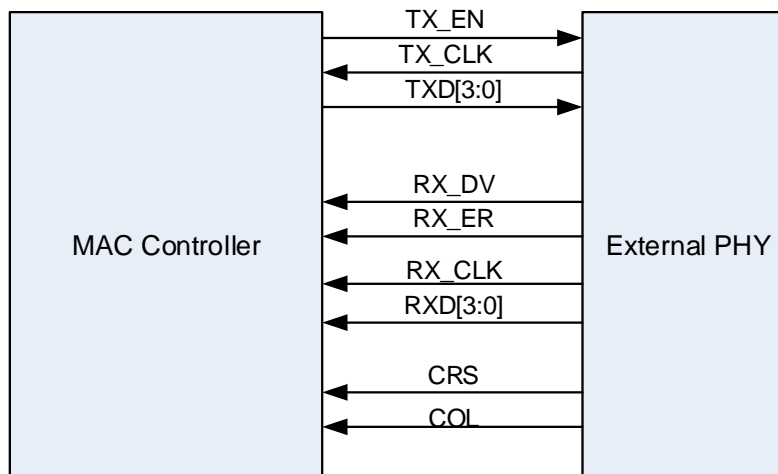 TX_EN
TX_CLK
TXD[3:0]
RX_DV
RX_ER
MAC Controller
External PHY
RX_CLK
RXD[3:0]
CRS
COL